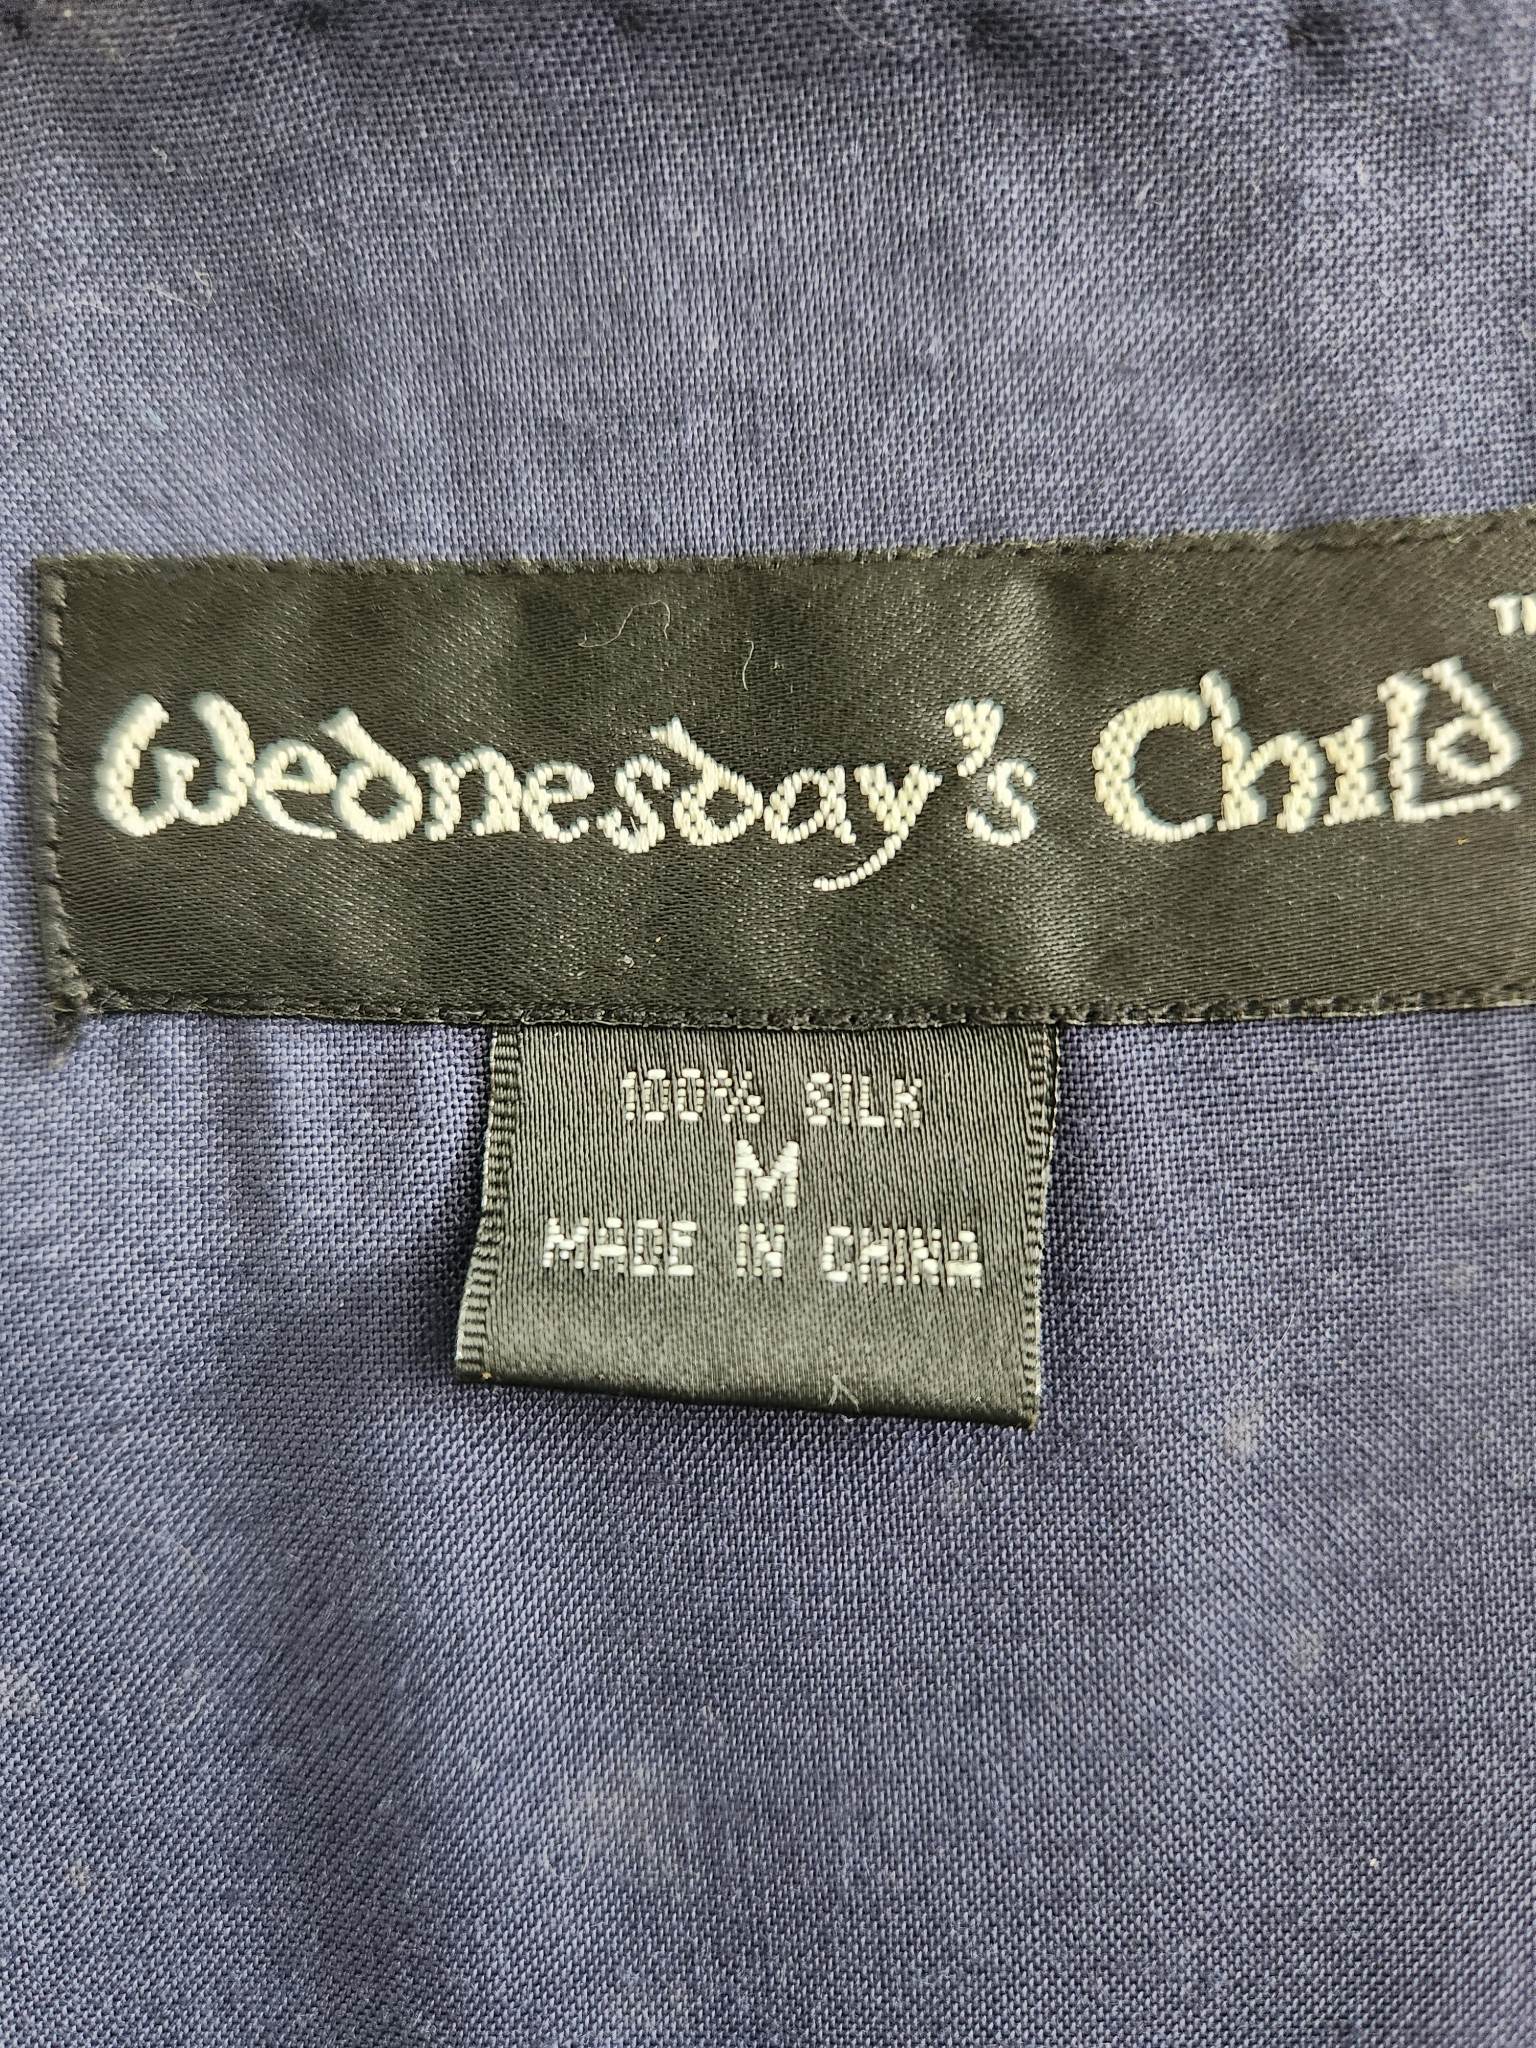 Wednesday's Child™
100% SILK
M
MADE IN CHINA